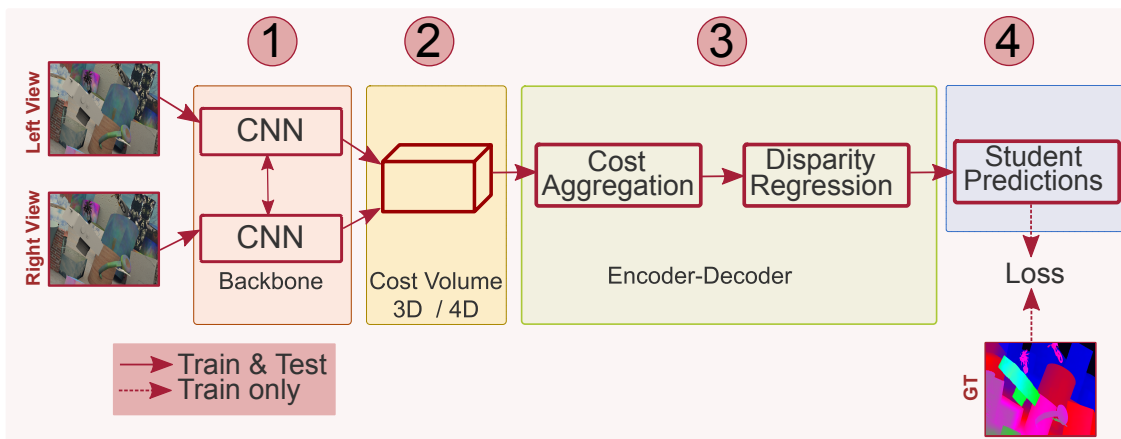 1
2
3
4
Left View
CNN
Right View
CNN
Backbone
Cost Volume
3D / 4D
Cost
Aggregation
Disparity
Regression
Encoder-Decoder
Student
Predictions
Loss
GT
Train & Test
Train only